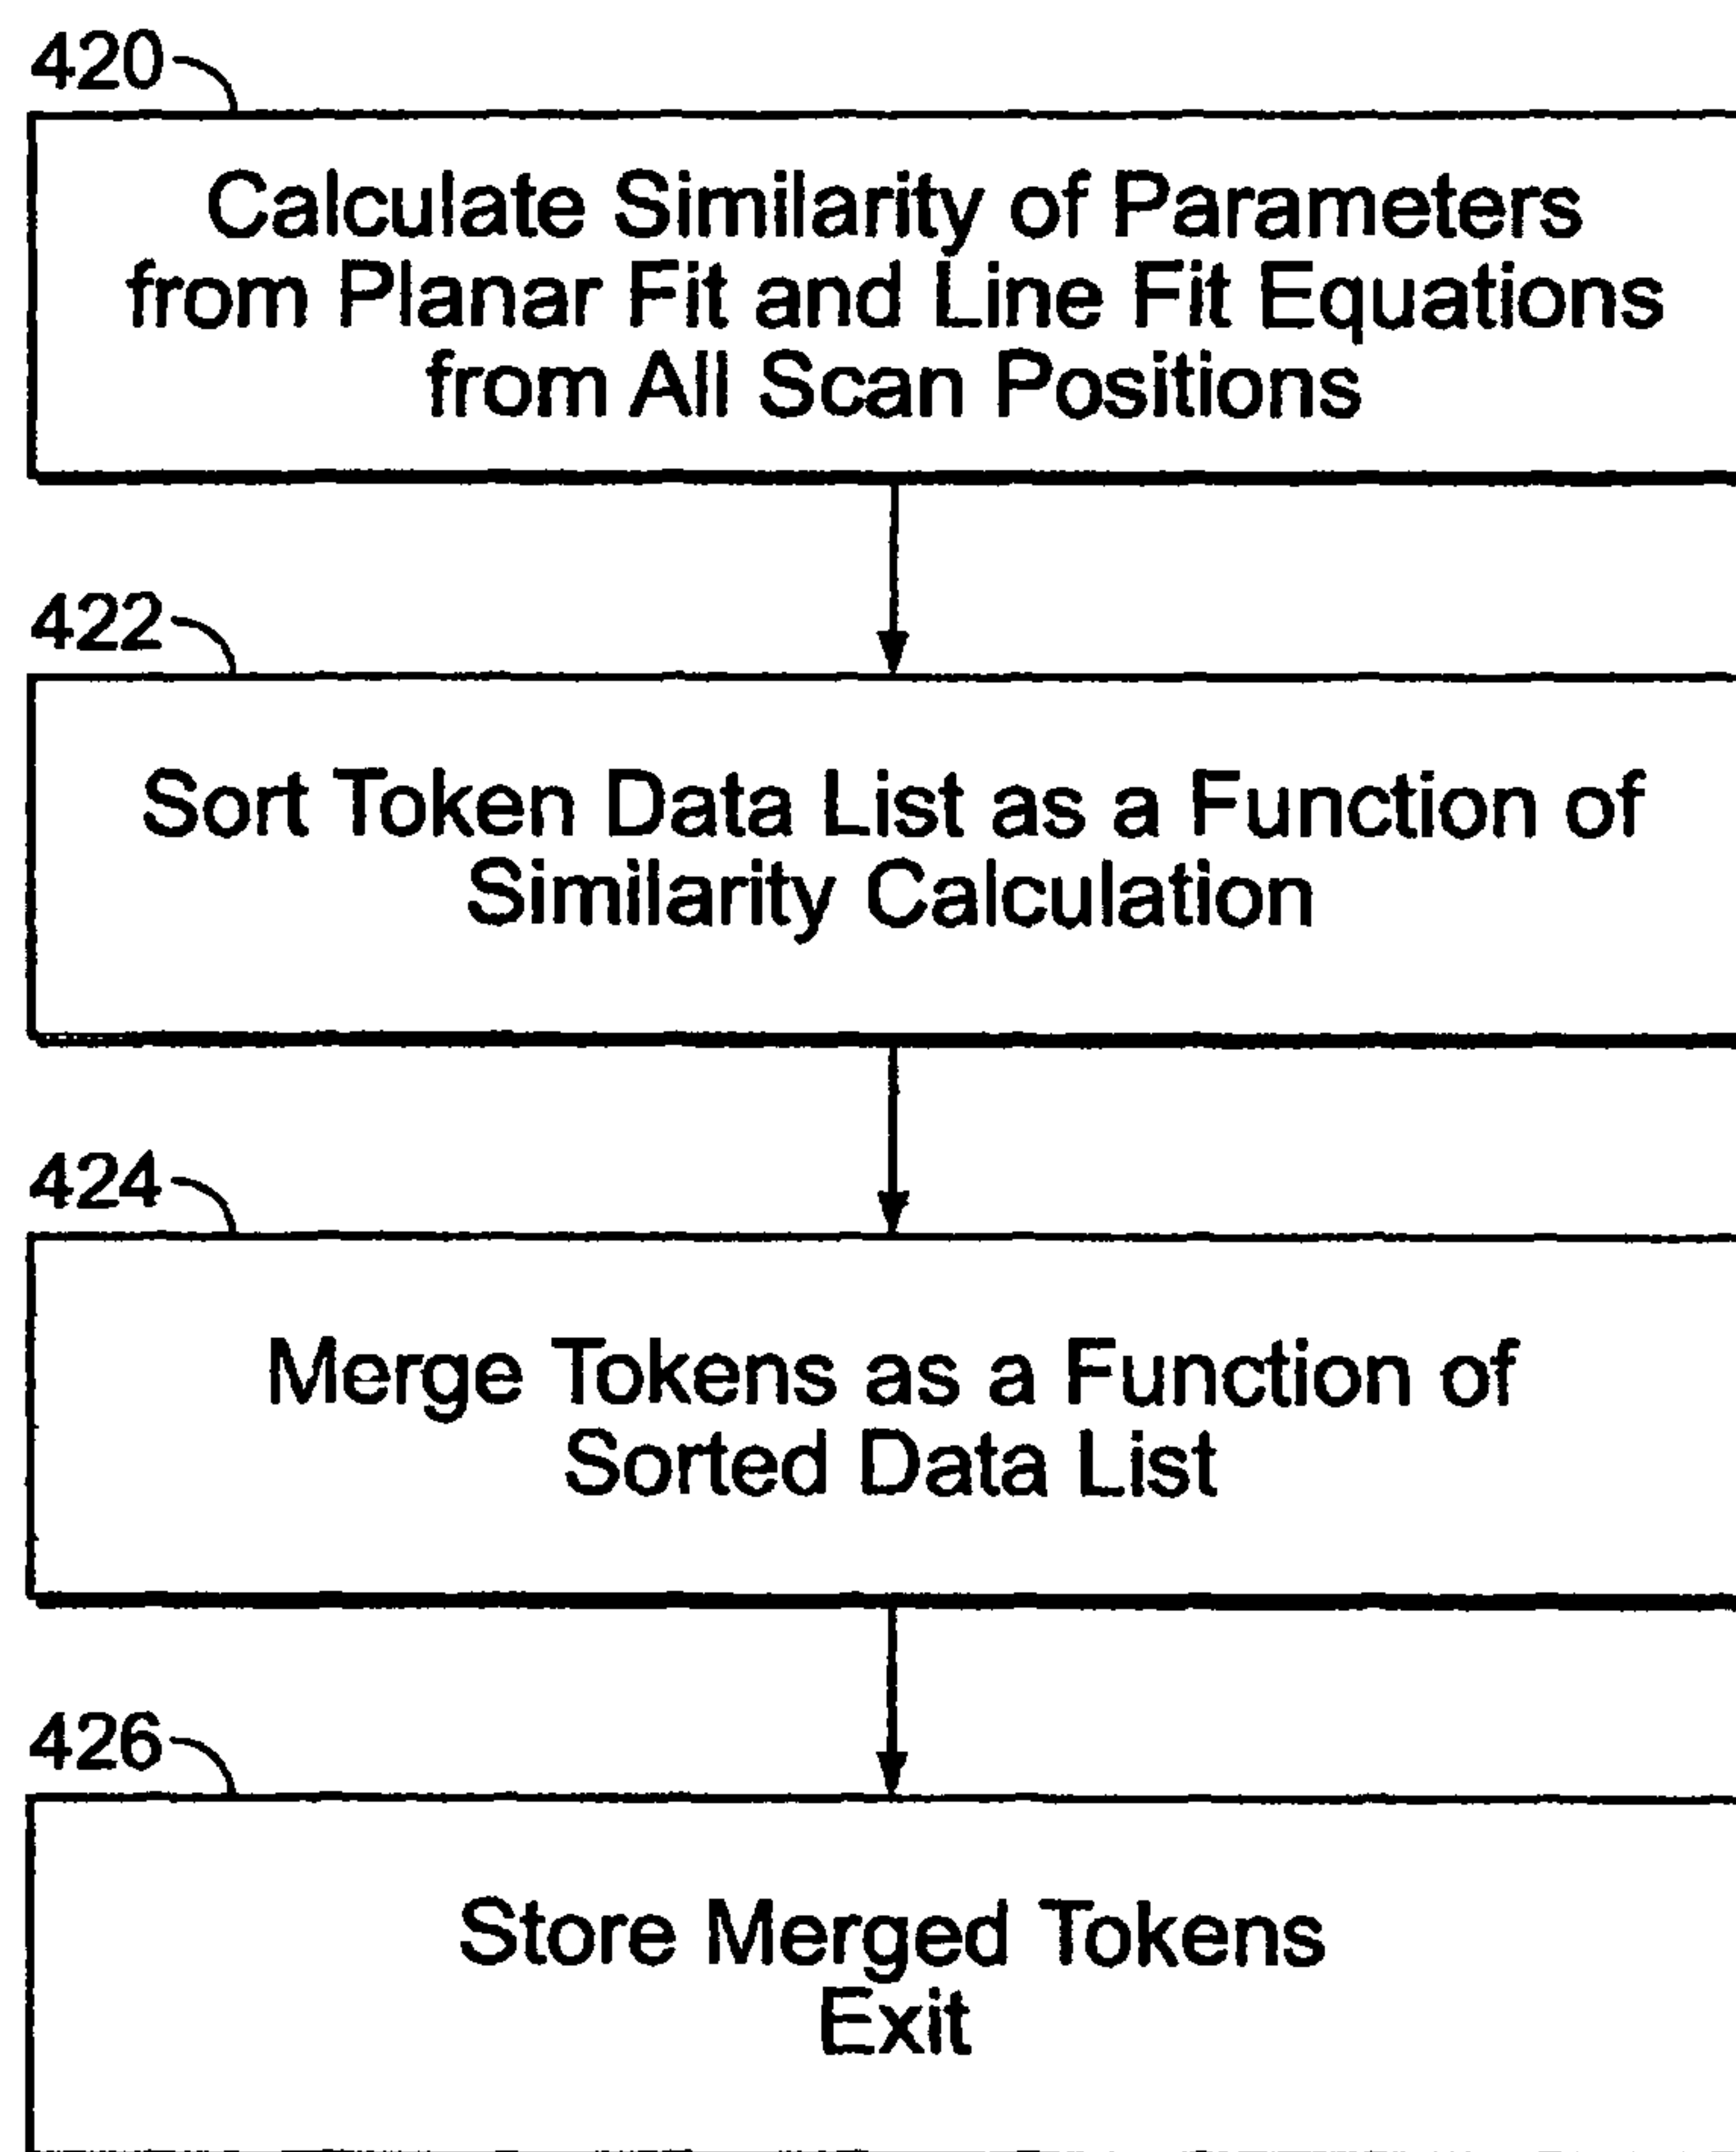 420
Calculate Similarity of Parameters
from Planar Fit and Line Fit Equations
from All Scan Positions
422
Sort Token Data List as a Function of
Similarity Calculation
424
Merge Tokens as a Function of
Sorted Data List
426
Store Merged Tokens
Exit